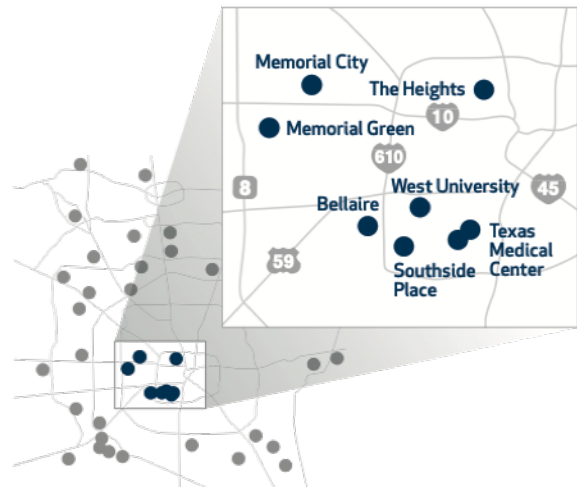 Memorial City
The Heights
10
Memorial Green
610
8
West University
45
Bellaire
Texas
Medical
Center
59
Southside
Place